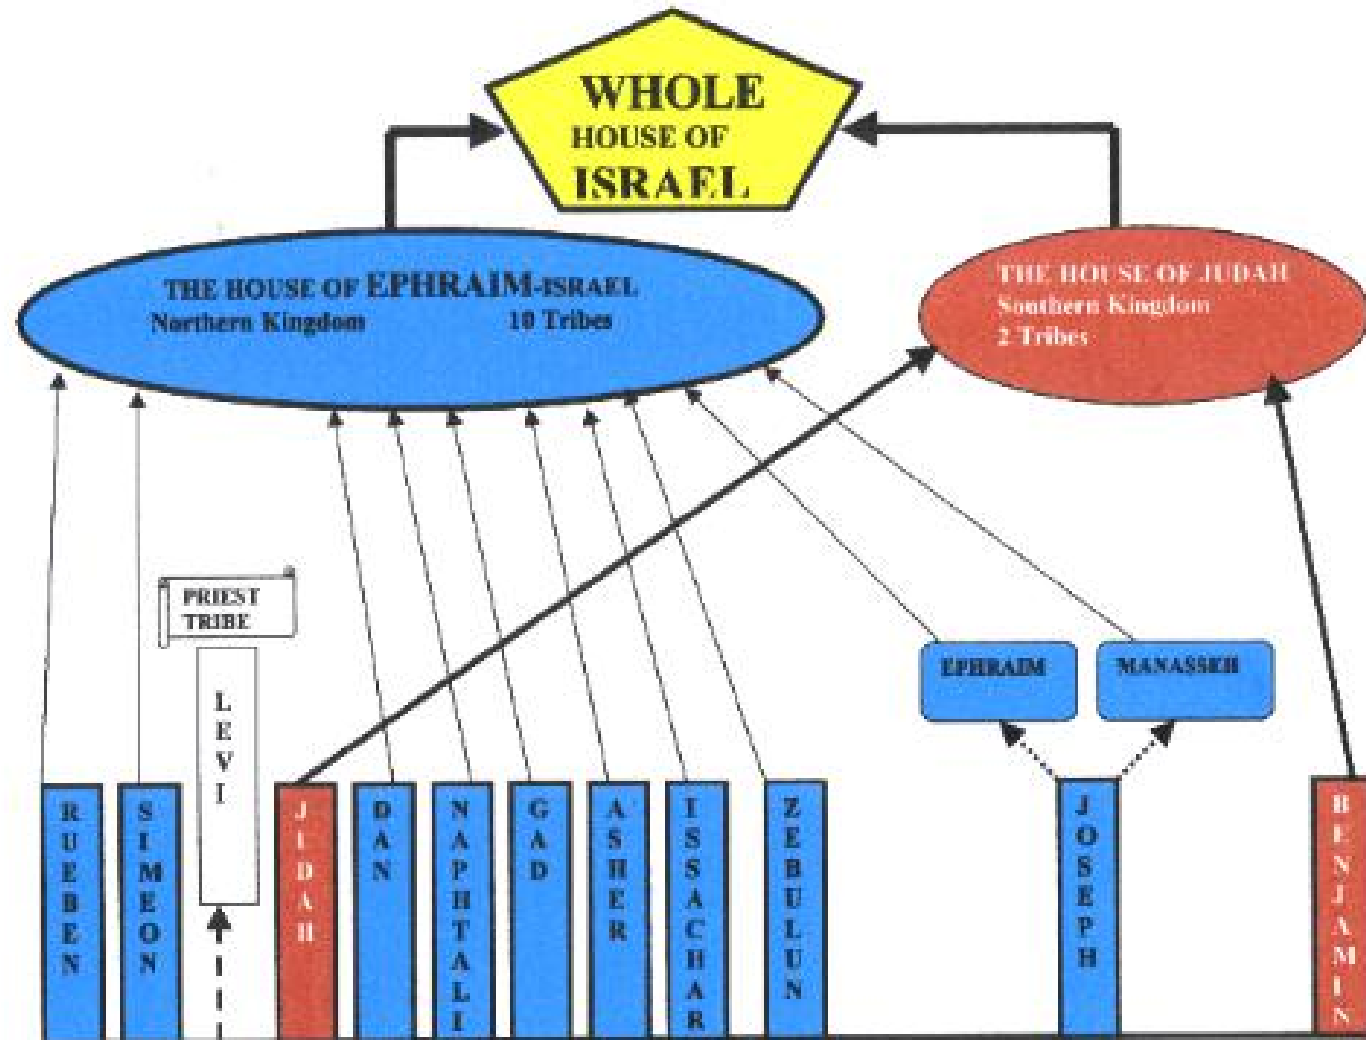 WHOLE
HOUSE OF
ISRAEL
THE HOUSE OF EPHRAIM-ISRAEL
Northern Kingdom 10 Tribes
THE HOUSE OF JUDAH
Southern Kingdom
2 Tribes
PRIEST
TRIBE
EPHRAIM
MANASSEH
RUEBEN
SIMEON
LEVI
JUDAH
DAN
NAPHTALI
GAD
ASHER
ISSACHAR
ZEBULUN
JOSEPH
BENJAMIN